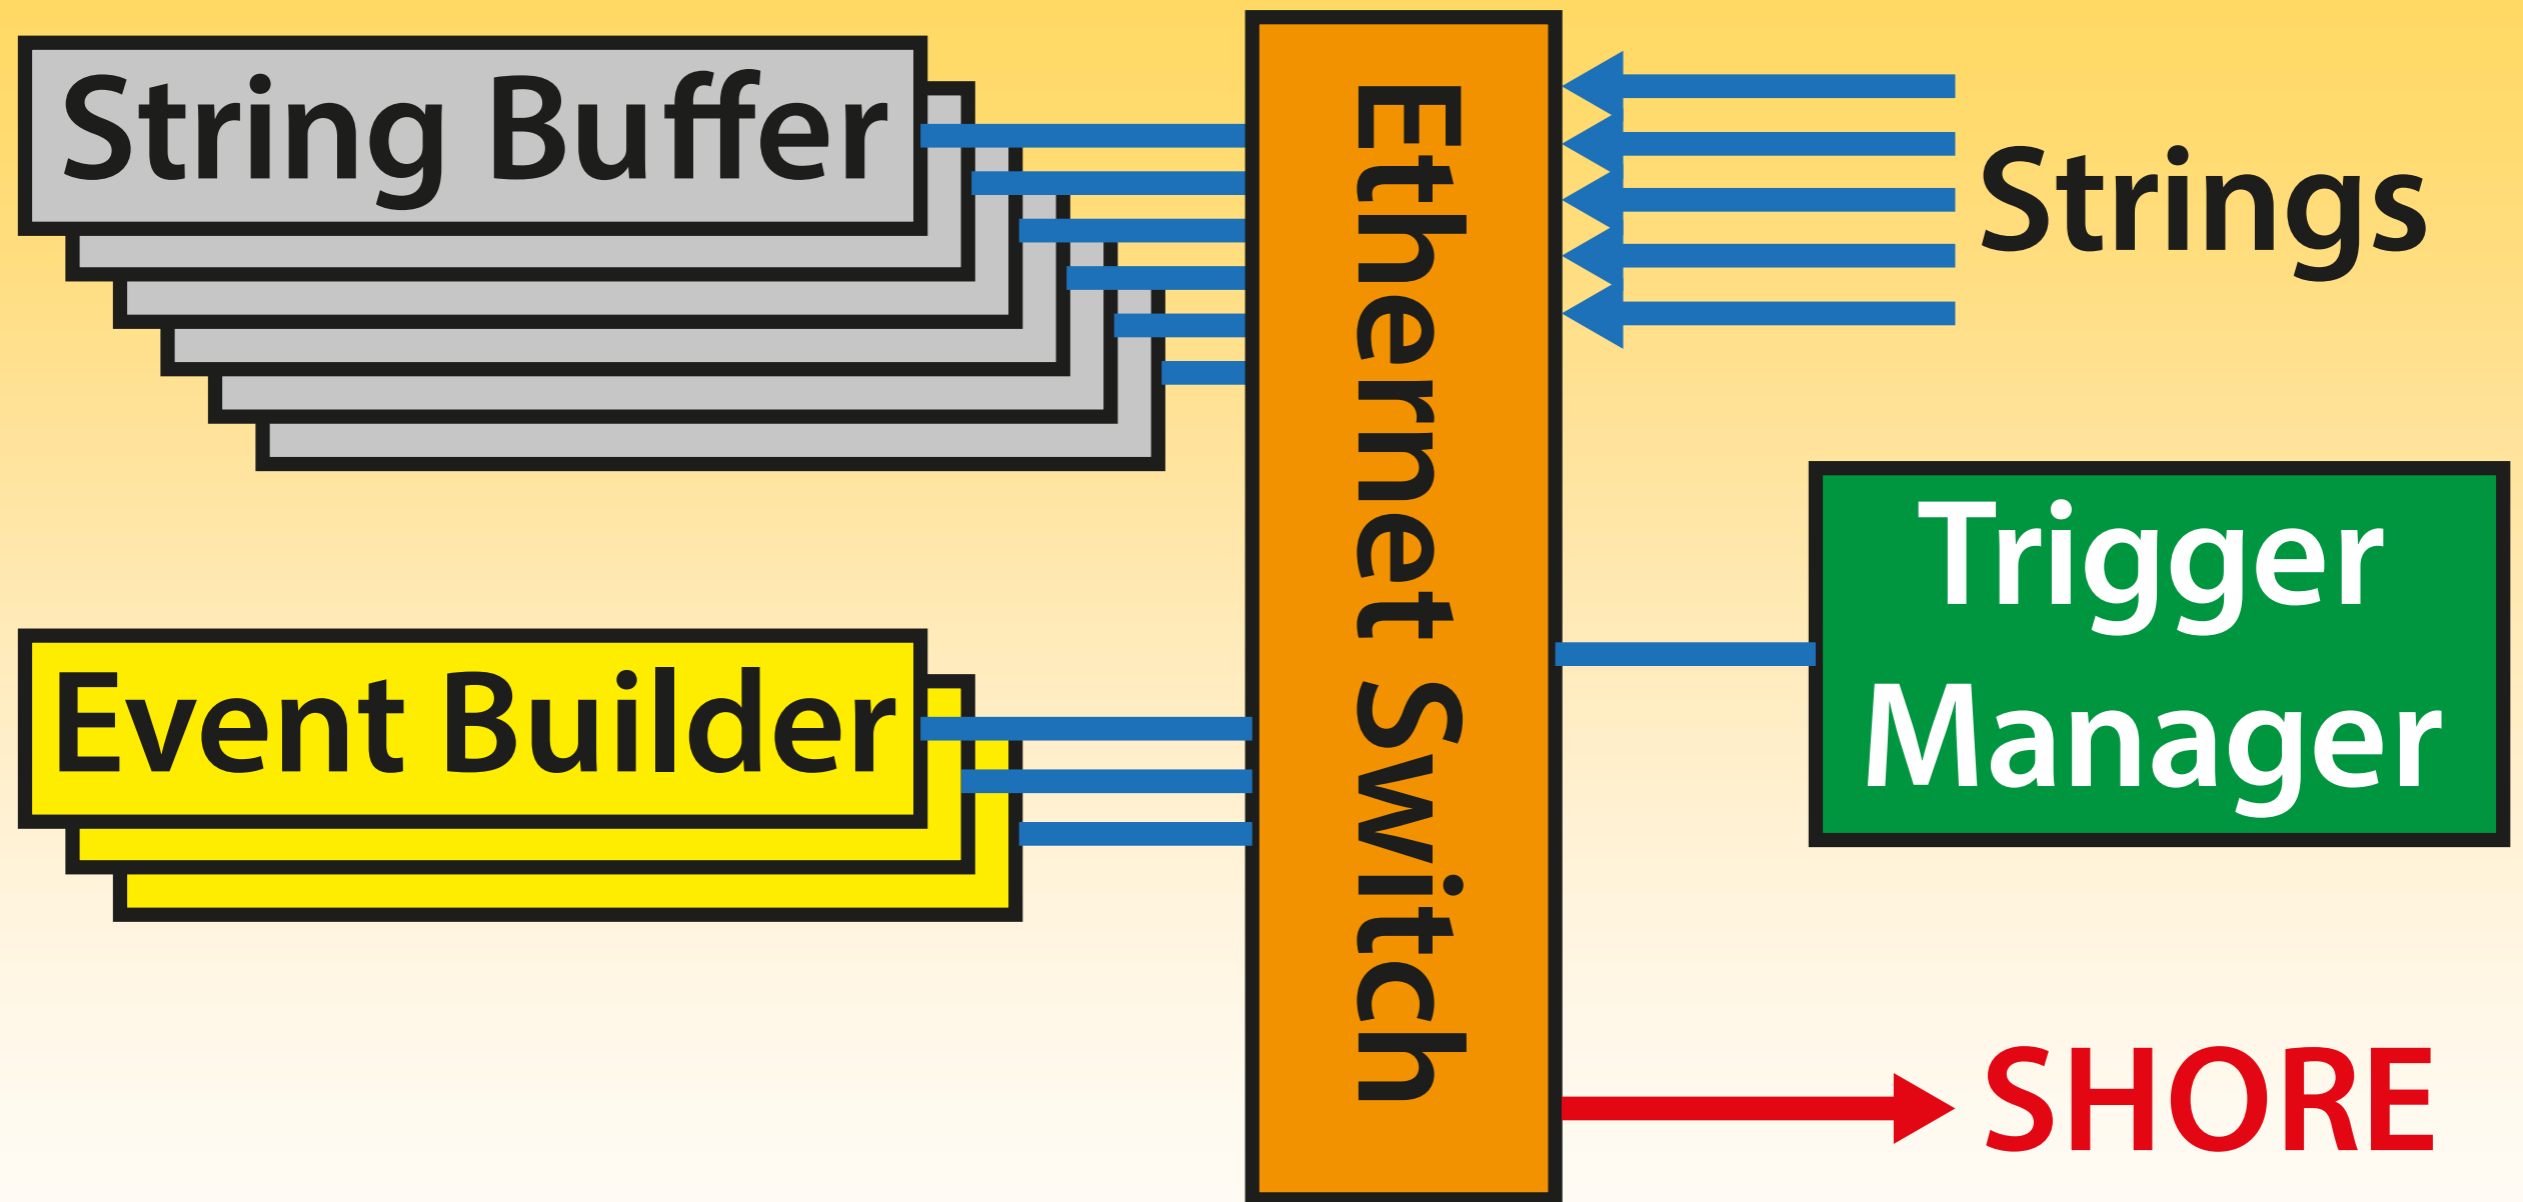 String Buffer
Ethernet Switch
Strings
Trigger
Manager
Event Builder
SHORE